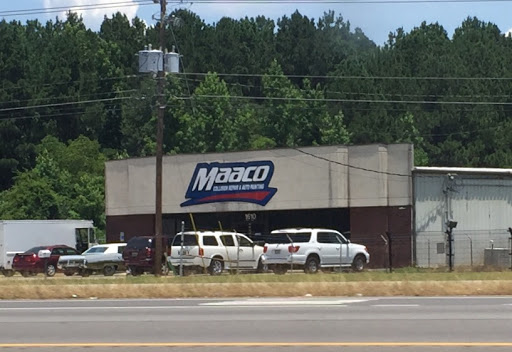 Maaco
COLLISION REPAIR & AUTO PAINTING
1610